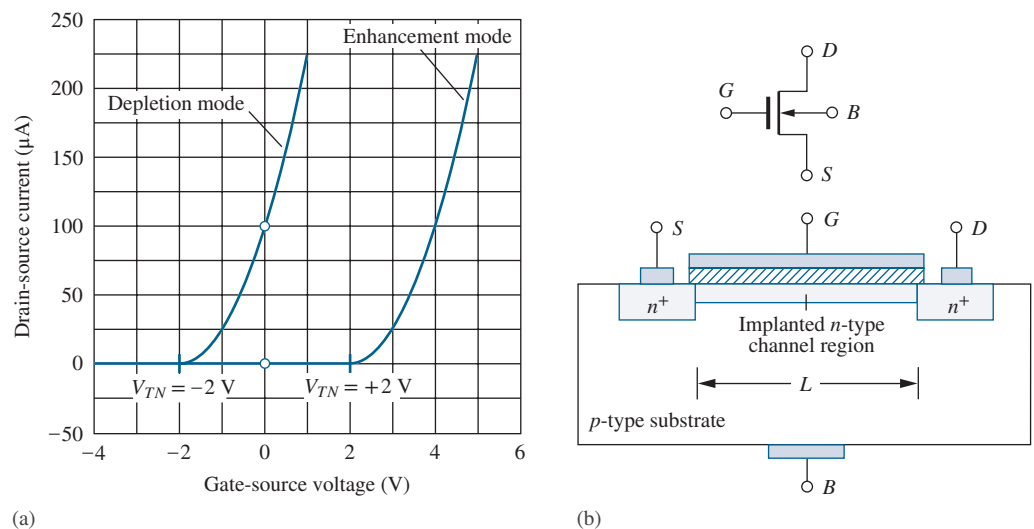 250
200
150
100
50
0
−50
Drain-source current (μA)
Enhancement mode
Depletion mode
V_TN = −2 V
V_TN = +2 V
−4
−2
0
2
4
6
Gate-source voltage (V)
(a)
D
G
B
S
G
S
D
n+
n+
Implanted n-type
channel region
L
p-type substrate
B
(b)